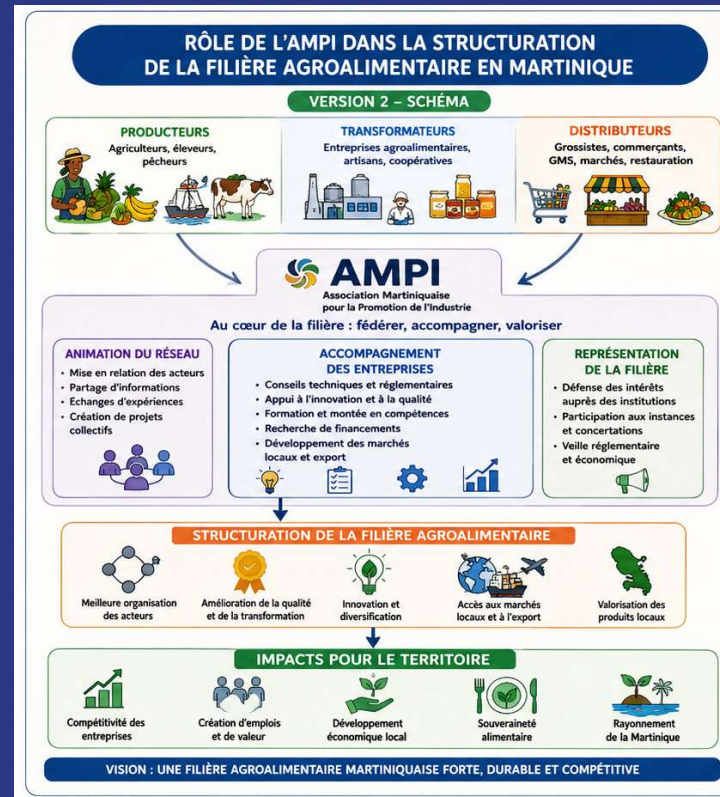 RÔLE DE L’AMPI DANS LA STRUCTURATION
DE LA FILIÈRE AGROALIMENTAIRE EN MARTINIQUE
VERSION 2 – SCHÉMA
PRODUCTEURS
Agriculteurs, éleveurs,
pêcheurs
TRANSFORMATEURS
Entreprises agroalimentaires,
artisans, coopératives
DISTRIBUTEURS
Grossistes, commerçants,
GMS, marchés, restauration
AMPI
Association Martiniquaise
pour la Promotion de l'Industrie
Au cœur de la filière : fédérer, accompagner, valoriser
ANIMATION DU RÉSEAU
• Mise en relation des acteurs
• Partage d'informations
• Echanges d'expériences
• Création de projets
collectifs
ACCOMPAGNEMENT
DES ENTREPRISES
• Conseils techniques et réglementaires
• Appui à l'innovation et à la qualité
• Formation et montée en compétences
• Recherche de financements
• Développement des marchés
locaux et export
REPRÉSENTATION
DE LA FILIÈRE
• Défense des intérêts
auprès des institutions
• Participation aux instances
et concertations
• Veille réglementaire
et économique
STRUCTURATION DE LA FILIÈRE AGROALIMENTAIRE
Meilleure organisation
des acteurs
Amélioration de la qualité
et de la transformation
Innovation et
diversification
Accès aux marchés
locaux et à l'export
Valorisation des
produits locaux
IMPACTS POUR LE TERRITOIRE
Compétitivité des
entreprises
Création d'emplois
et de valeur
Développement
économique local
Souveraineté
alimentaire
Rayonnement
de la Martinique
VISION : UNE FILIÈRE AGROALIMENTAIRE MARTINIQUAISE FORTE, DURABLE ET COMPÉTITIVE